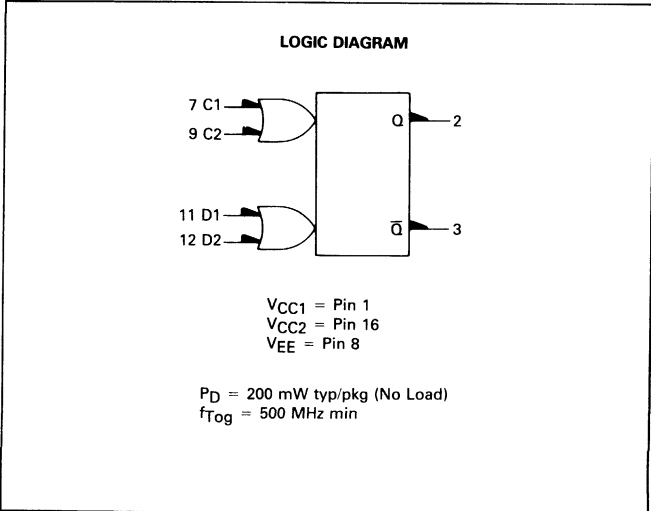 LOGIC DIAGRAM
7 C1
9 C2
Q
2
11 D1
12 D2
Q̅
3
VCC1 = Pin 1
VCC2 = Pin 16
VEE = Pin 8
PD = 200 mW typ/pkg (No Load)
fTog = 500 MHz min